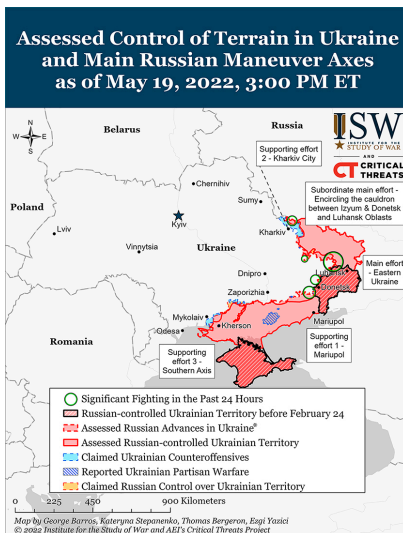 Assessed Control of Terrain in Ukraine
and Main Russian Maneuver Axes
as of May 19, 2022, 3:00 PM ET
N
W
E
S
Belarus
Russia
ISW
INSTITUTE FOR THE
STUDY OF WAR
AND
CT CRITICAL
THREATS
Supporting effort
2 - Kharkiv City
Subordinate main effort -
Encircling the cauldron
between Izyum & Donetsk
and Luhansk Oblasts
Chernihiv
Sumy
Poland
Kyiv
Lviv
Kharkiv
Vinnytsia
Ukraine
Main effort
- Eastern
Ukraine
Luhansk
Dnipro
Donetsk
Zaporizhia
Mykolaiv
Mariupol
Odesa
Kherson
Romania
Supporting
effort 1 -
Mariupol
Supporting
effort 3 -
Southern Axis
Significant Fighting in the Past 24 Hours
Russian-controlled Ukrainian Territory before February 24
Assessed Russian Advances in Ukraine*
Assessed Russian-controlled Ukrainian Territory
Claimed Ukrainian Counteroffensives
Reported Ukrainian Partisan Warfare
Claimed Russian Control over Ukrainian Territory
0 225 450 900 Kilometers
Map by George Barros, Kateryna Stepanenko, Thomas Bergeron, Ezgi Yazici
© 2022 Institute for the Study of War and AEI's Critical Threats Project